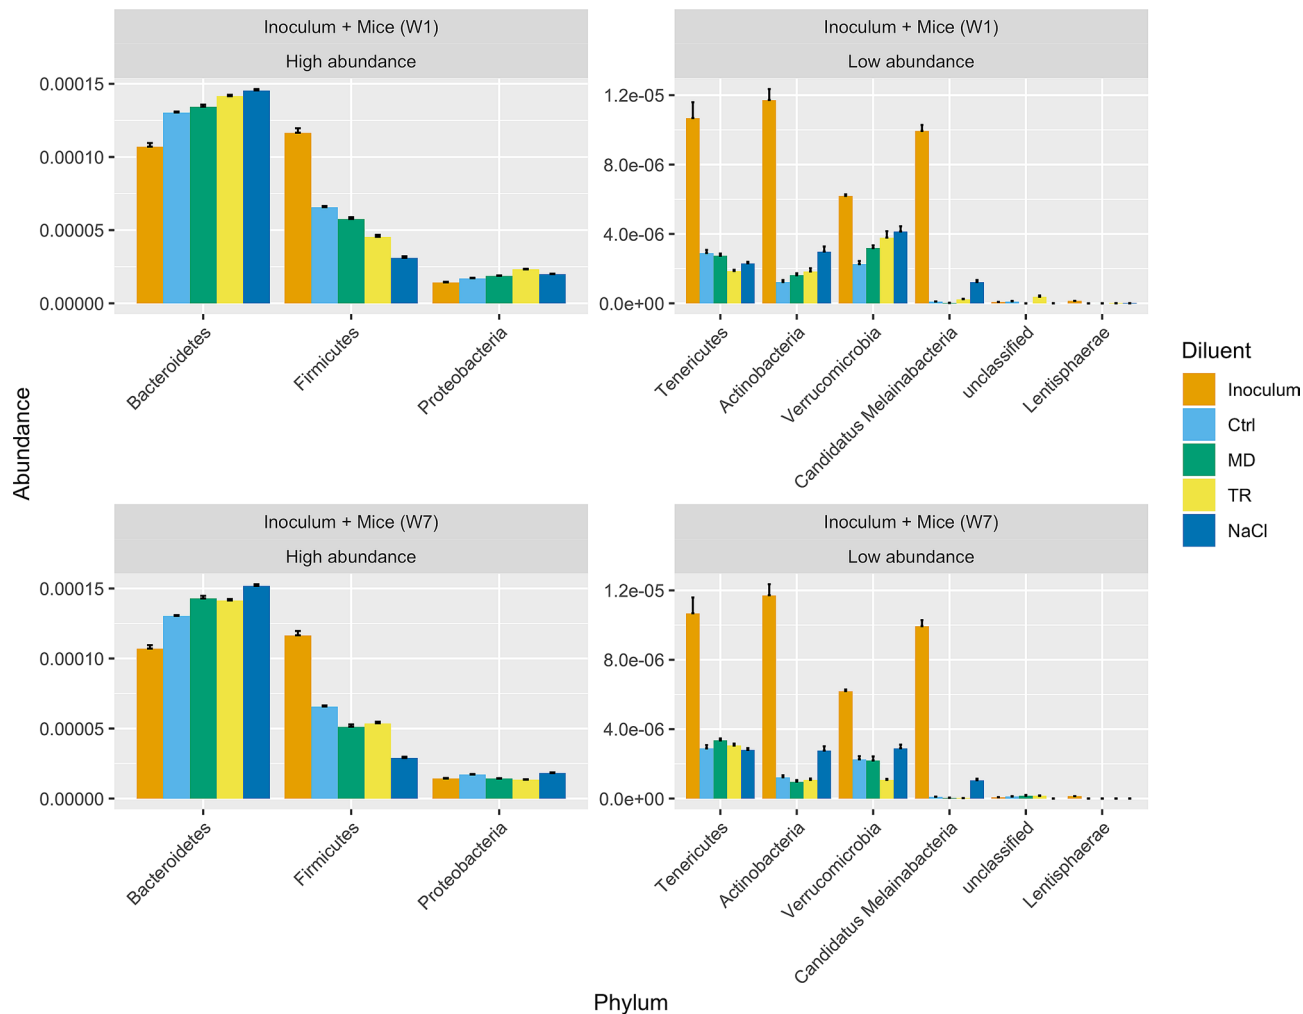 Inoculum + Mice (W1)
High abundance
0.00015
0.00010
0.00005
0.00000
Bacteroidetes
Firmicutes
Proteobacteria
Inoculum + Mice (W1)
Low abundance
1.2e-05
8.0e-06
4.0e-06
0.0e+00
Tenericutes
Actinobacteria
Verrucomicrobia
Candidatus Melainabacteria
unclassified
Lentisphaerae
Abundance
Inoculum + Mice (W7)
High abundance
0.00015
0.00010
0.00005
0.00000
Bacteroidetes
Firmicutes
Proteobacteria
Inoculum + Mice (W7)
Low abundance
1.2e-05
8.0e-06
4.0e-06
0.0e+00
Tenericutes
Actinobacteria
Verrucomicrobia
Candidatus Melainabacteria
unclassified
Lentisphaerae
Phylum
Diluent
Inoculum
Ctrl
MD
TR
NaCl